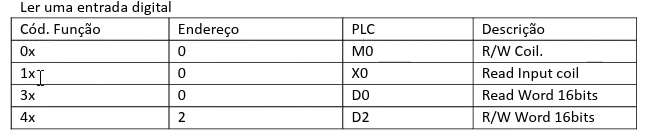 Ler uma entrada digital
Cód. Função Endereço PLC Descrição
0x 0 M0 R/W Coil.
1x 0 X0 Read Input coil
3x 0 D0 Read Word 16bits
4x 2 D2 R/W Word 16bits